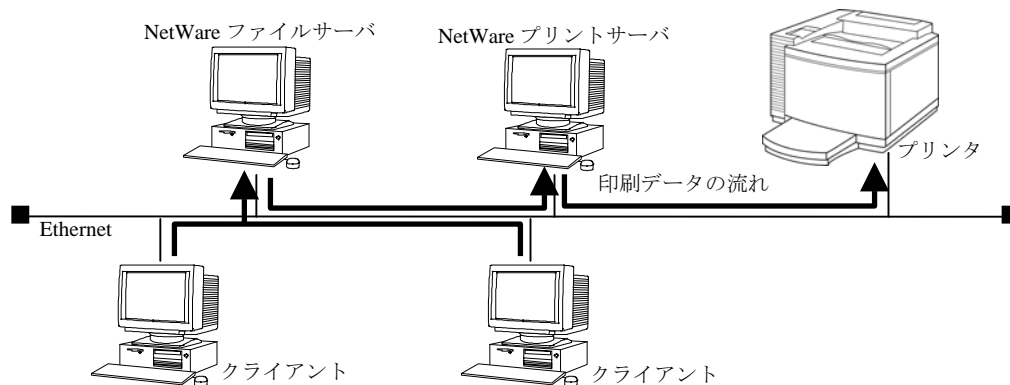 NetWare ファイルサーバ
NetWare プリントサーバ
プリンタ
印刷データの流れ
Ethernet
クライアント
クライアント